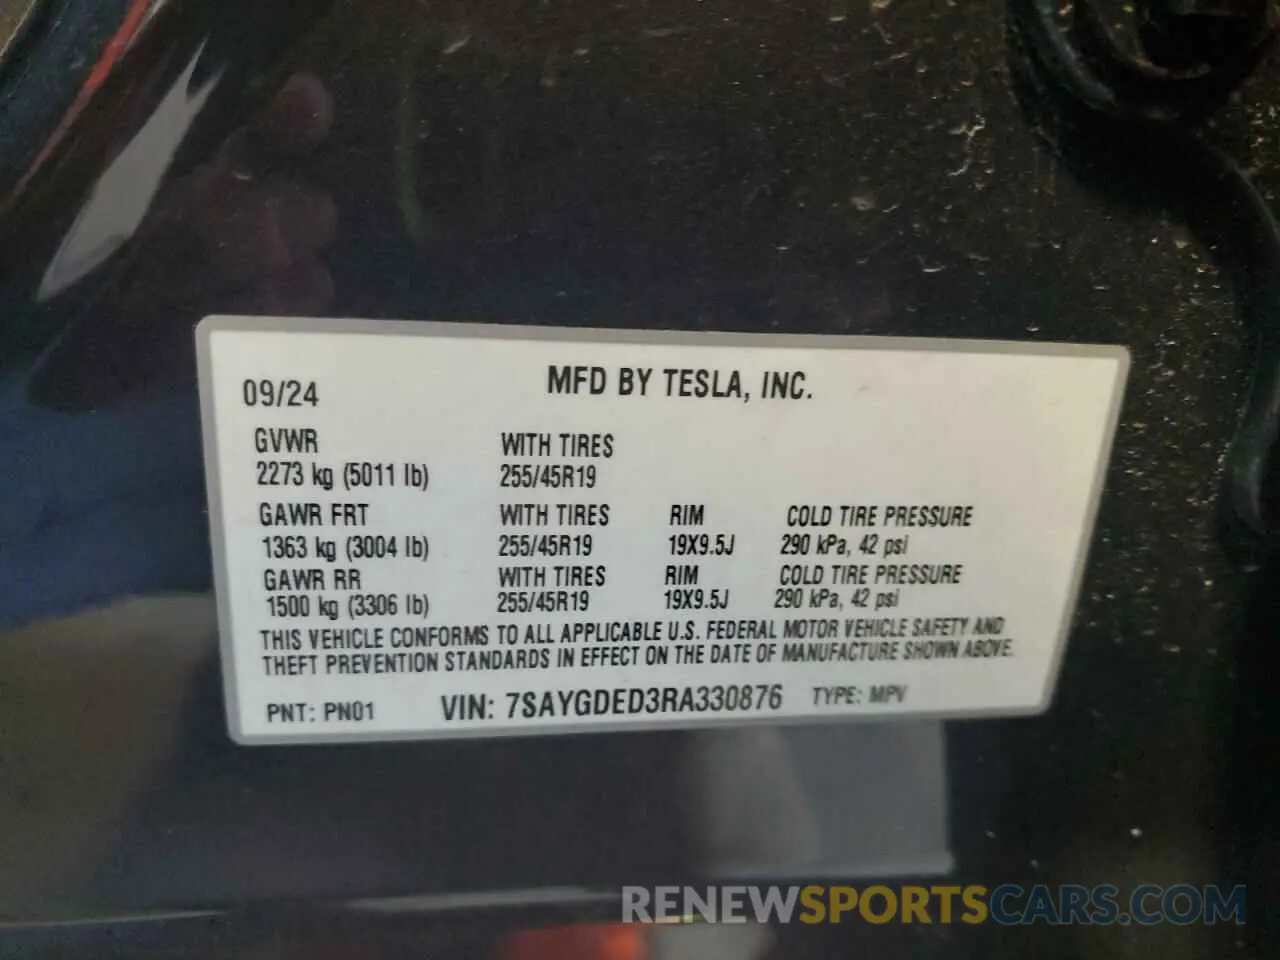 09/24 MFD BY TESLA, INC.
GVWR WITH TIRES
2273 kg (5011 lb) 255/45R19
GAWR FRT WITH TIRES RIM COLD TIRE PRESSURE
1363 kg (3004 lb) 255/45R19 19X9.5J 290 kPa, 42 psi
GAWR RR WITH TIRES RIM COLD TIRE PRESSURE
1500 kg (3306 lb) 255/45R19 19X9.5J 290 kPa, 42 psi
THIS VEHICLE CONFORMS TO ALL APPLICABLE U.S. FEDERAL MOTOR VEHICLE SAFETY AND
THEFT PREVENTION STANDARDS IN EFFECT ON THE DATE OF MANUFACTURE SHOWN ABOVE.
PNT: PN01 VIN: 7SAYGDED3RA330876 TYPE: MPV
RENEWSPORTSCARS.COM